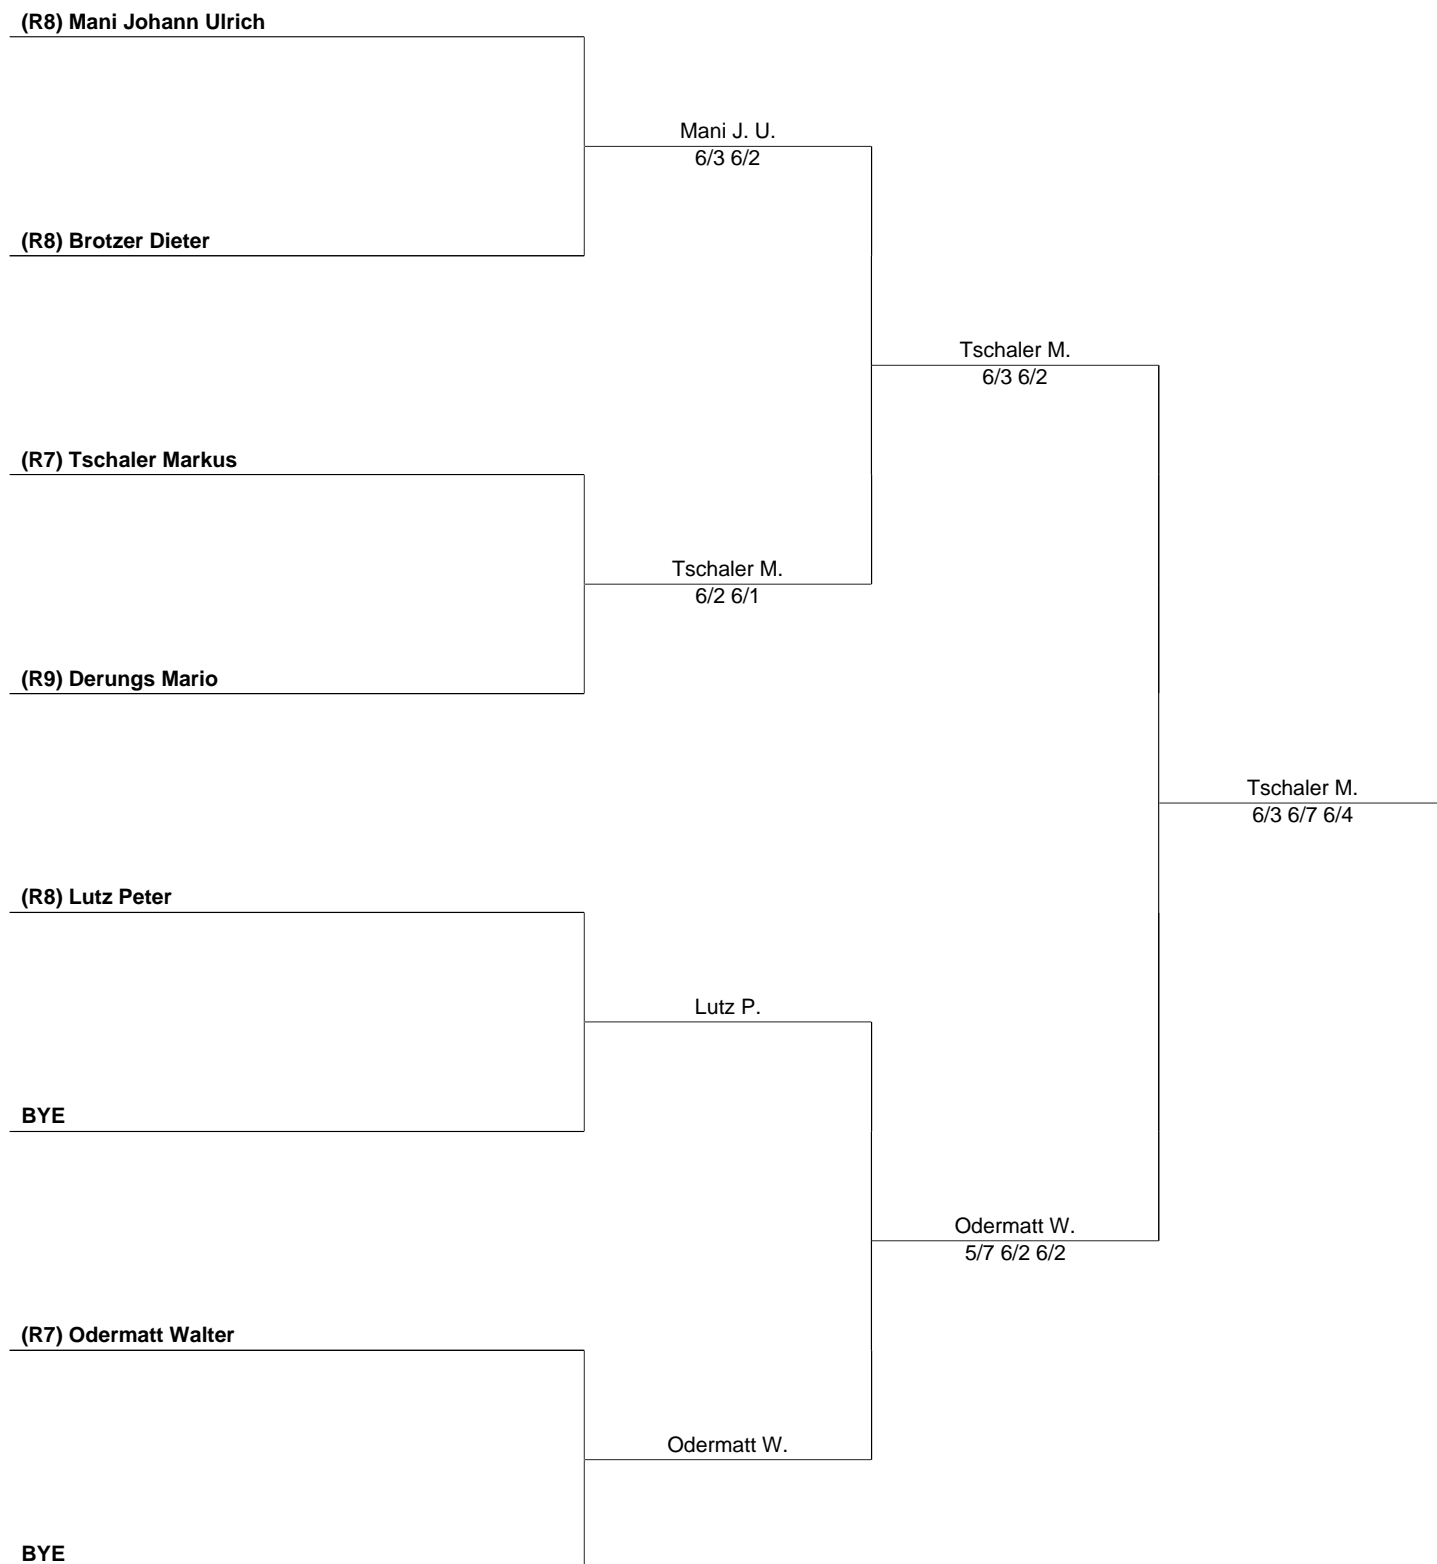 (R8) Mani Johann Ulrich
Mani J. U.
6/3 6/2
(R8) Brotzer Dieter
Tschaler M.
6/3 6/2
(R7) Tschaler Markus
Tschaler M.
6/2 6/1
(R9) Derungs Mario
Tschaler M.
6/3 6/7 6/4
(R8) Lutz Peter
Lutz P.
BYE
Odermatt W.
5/7 6/2 6/2
(R7) Odermatt Walter
Odermatt W.
BYE